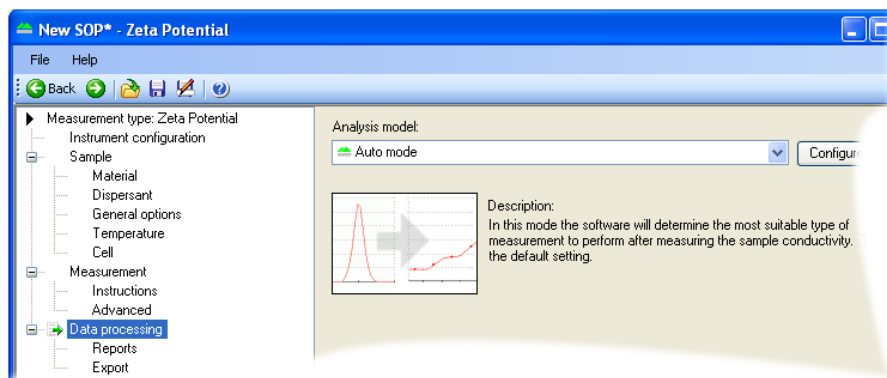 New SOP* - Zeta Potential
File Help
Back
Measurement type: Zeta Potential
Instrument configuration
Sample
Material
Dispersant
General options
Temperature
Cell
Measurement
Instructions
Advanced
Data processing
Reports
Export
Analysis model:
Auto mode
Configure
Description:
In this mode the software will determine the most suitable type of
measurement to perform after measuring the sample conductivity.
the default setting.